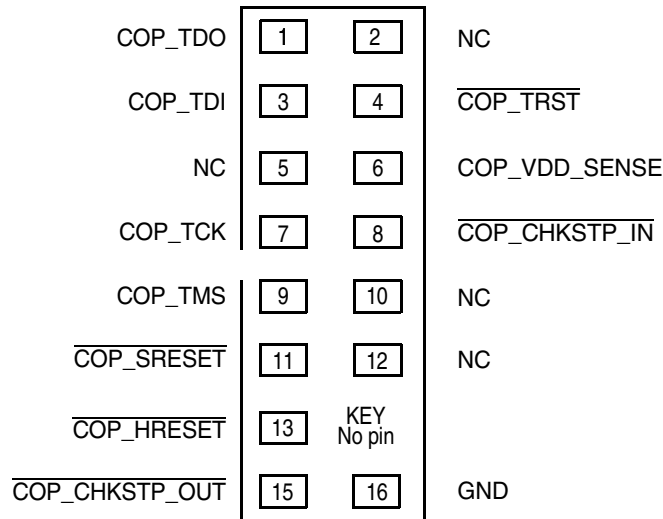 COP_TDO 1 2 NC
COP_TDI 3 4 COP_TRST
NC 5 6 COP_VDD_SENSE
COP_TCK 7 8 COP_CHKSTP_IN
COP_TMS 9 10 NC
COP_SRESET 11 12 NC
COP_HRESET 13 KEY
No pin
COP_CHKSTP_OUT 15 16 GND